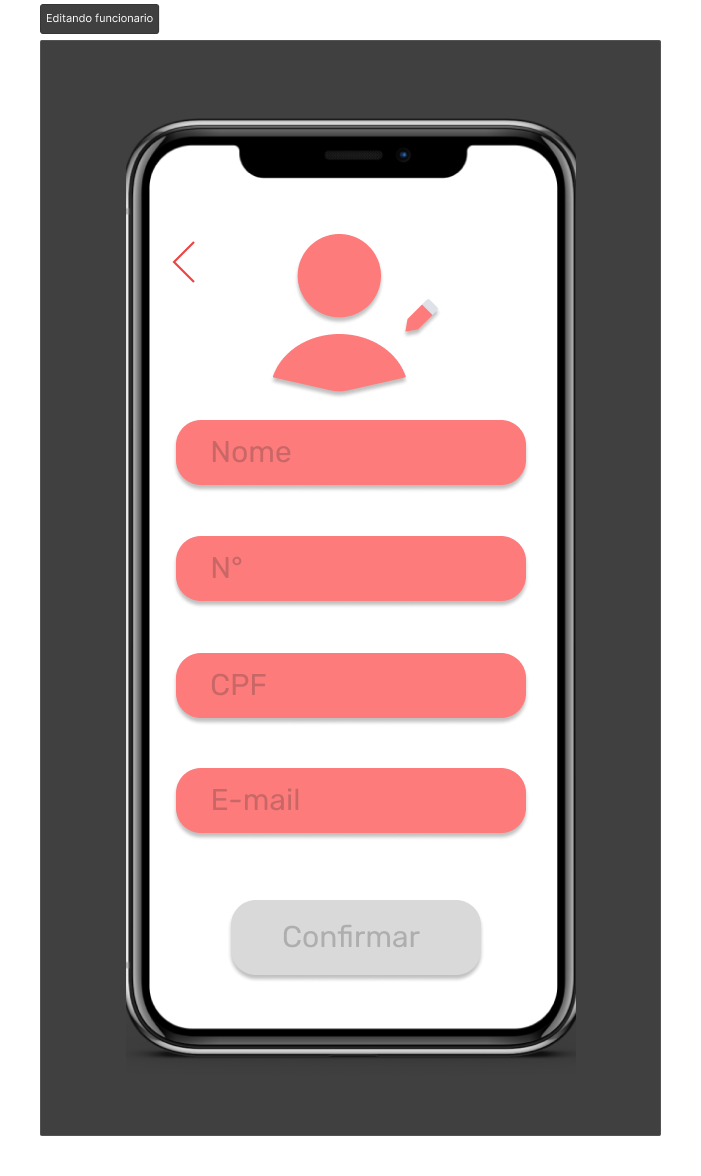 Editando funcionario
Nome
N°
CPF
E-mail
Confirmar